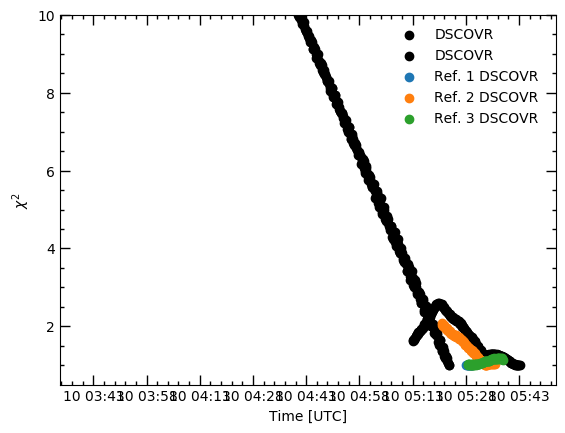 10
8
6
4
2
χ²
DSCOVR
DSCOVR
Ref. 1 DSCOVR
Ref. 2 DSCOVR
Ref. 3 DSCOVR
10 03:43 10 03:58 10 04:13 10 04:28 10 04:43 10 04:58 10 05:13 10 05:28 10 05:43
Time [UTC]